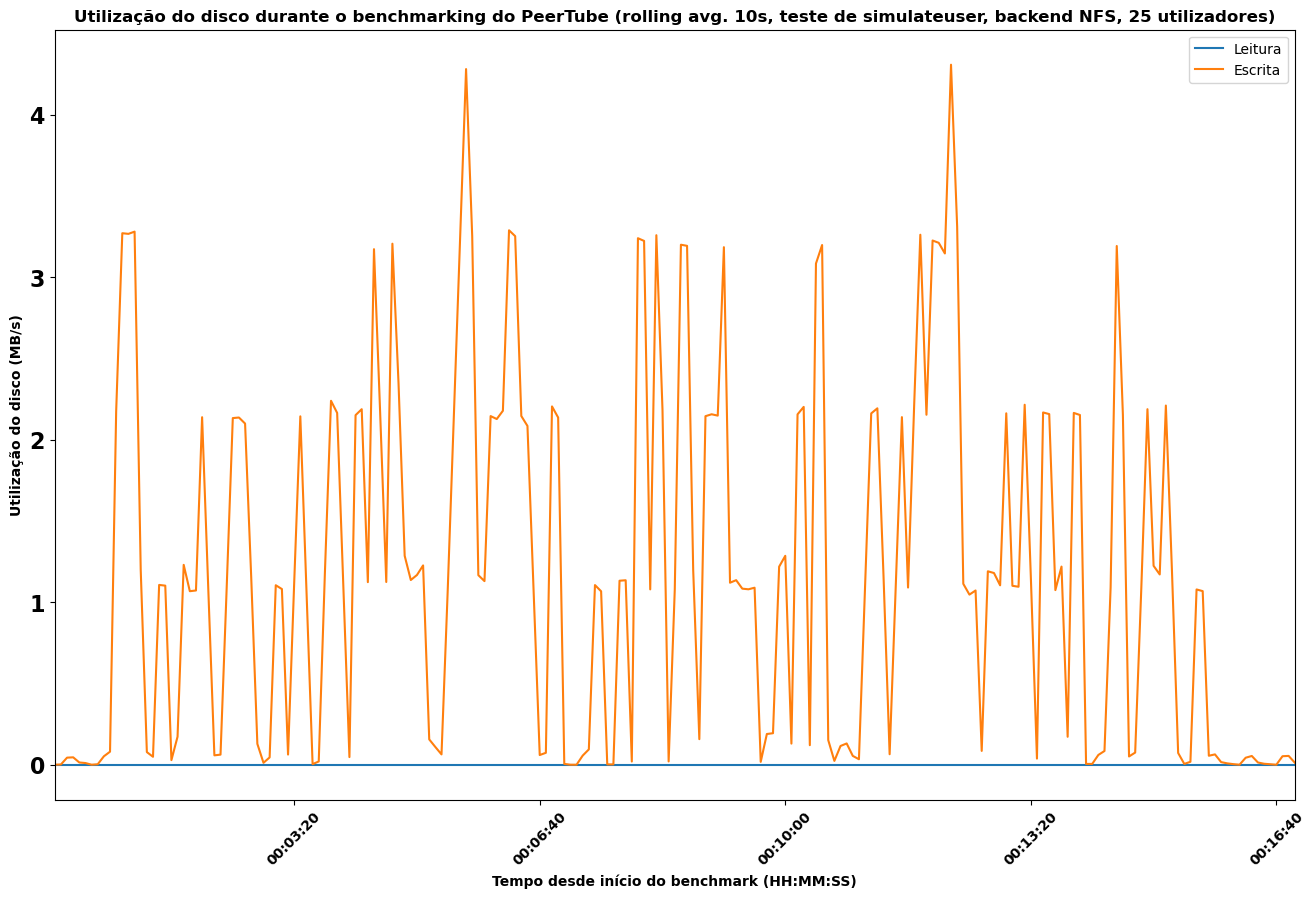 Utilização do disco durante o benchmarking do PeerTube (rolling avg. 10s, teste de simulateuser, backend NFS, 25 utilizadores)
Leitura
Escrita
Utilização do disco (MB/s)
4
3
2
1
0
00:03:20
00:06:40
00:10:00
00:13:20
00:16:40
Tempo desde início do benchmark (HH:MM:SS)